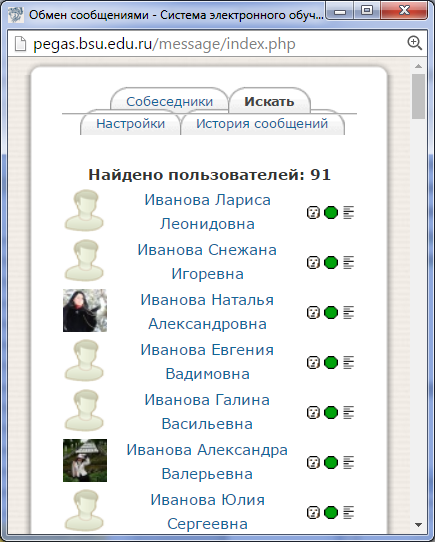 Обмен сообщениями - Система электронного обуч...
pegas.bsu.edu.ru/message/index.php
Собеседники Искать
Настройки История сообщений
Найдено пользователей: 91
Иванова Лариса
Леонидовна
Иванова Снежана
Игоревна
Иванова Наталья
Александровна
Иванова Евгения
Вадимовна
Иванова Галина
Васильевна
Иванова Александра
Валерьевна
Иванова Юлия
Сергеевна